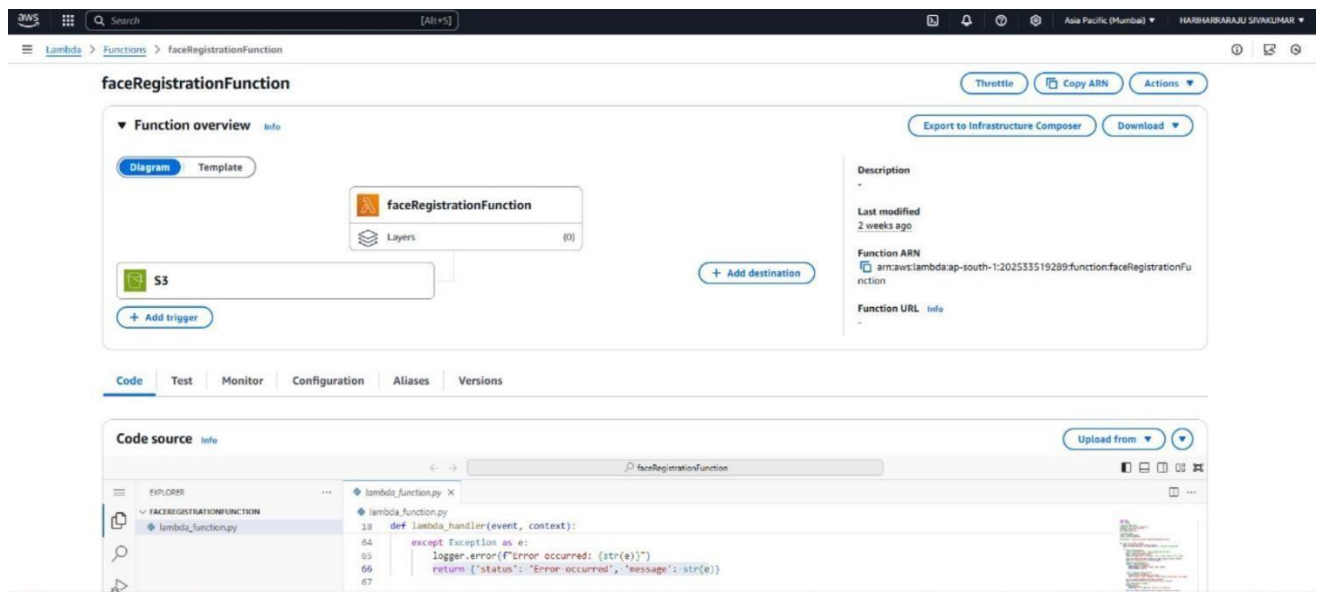 aws
Search [Alt+S]
Asia Pacific (Mumbai) HARIHARRARAJU SIVAKUMAR
Lambda > Functions > faceRegistrationFunction
faceRegistrationFunction
Throttle Copy ARN Actions
Function overview Info
Export to Infrastructure Composer Download
Diagram Template
faceRegistrationFunction
Layers (0)
S3
+ Add trigger
+ Add destination
Description
-
Last modified
2 weeks ago
Function ARN
arn:aws:lambda:ap-south-1:202533519289:function:faceRegistrationFu
nction
Function URL Info
-
Code Test Monitor Configuration Aliases Versions
Code source Info
Upload from
faceRegistrationFunction
EXPLORER
FACEREGISTRATIONFUNCTION
lambda_function.py
lambda_function.py
lambda_function.py
18 def lambda_handler(event, context):
64 except Exception as e:
65 logger.error(f"Error occurred: {str(e)}")
66 return {'status': 'Error occurred', 'message': str(e)}
67